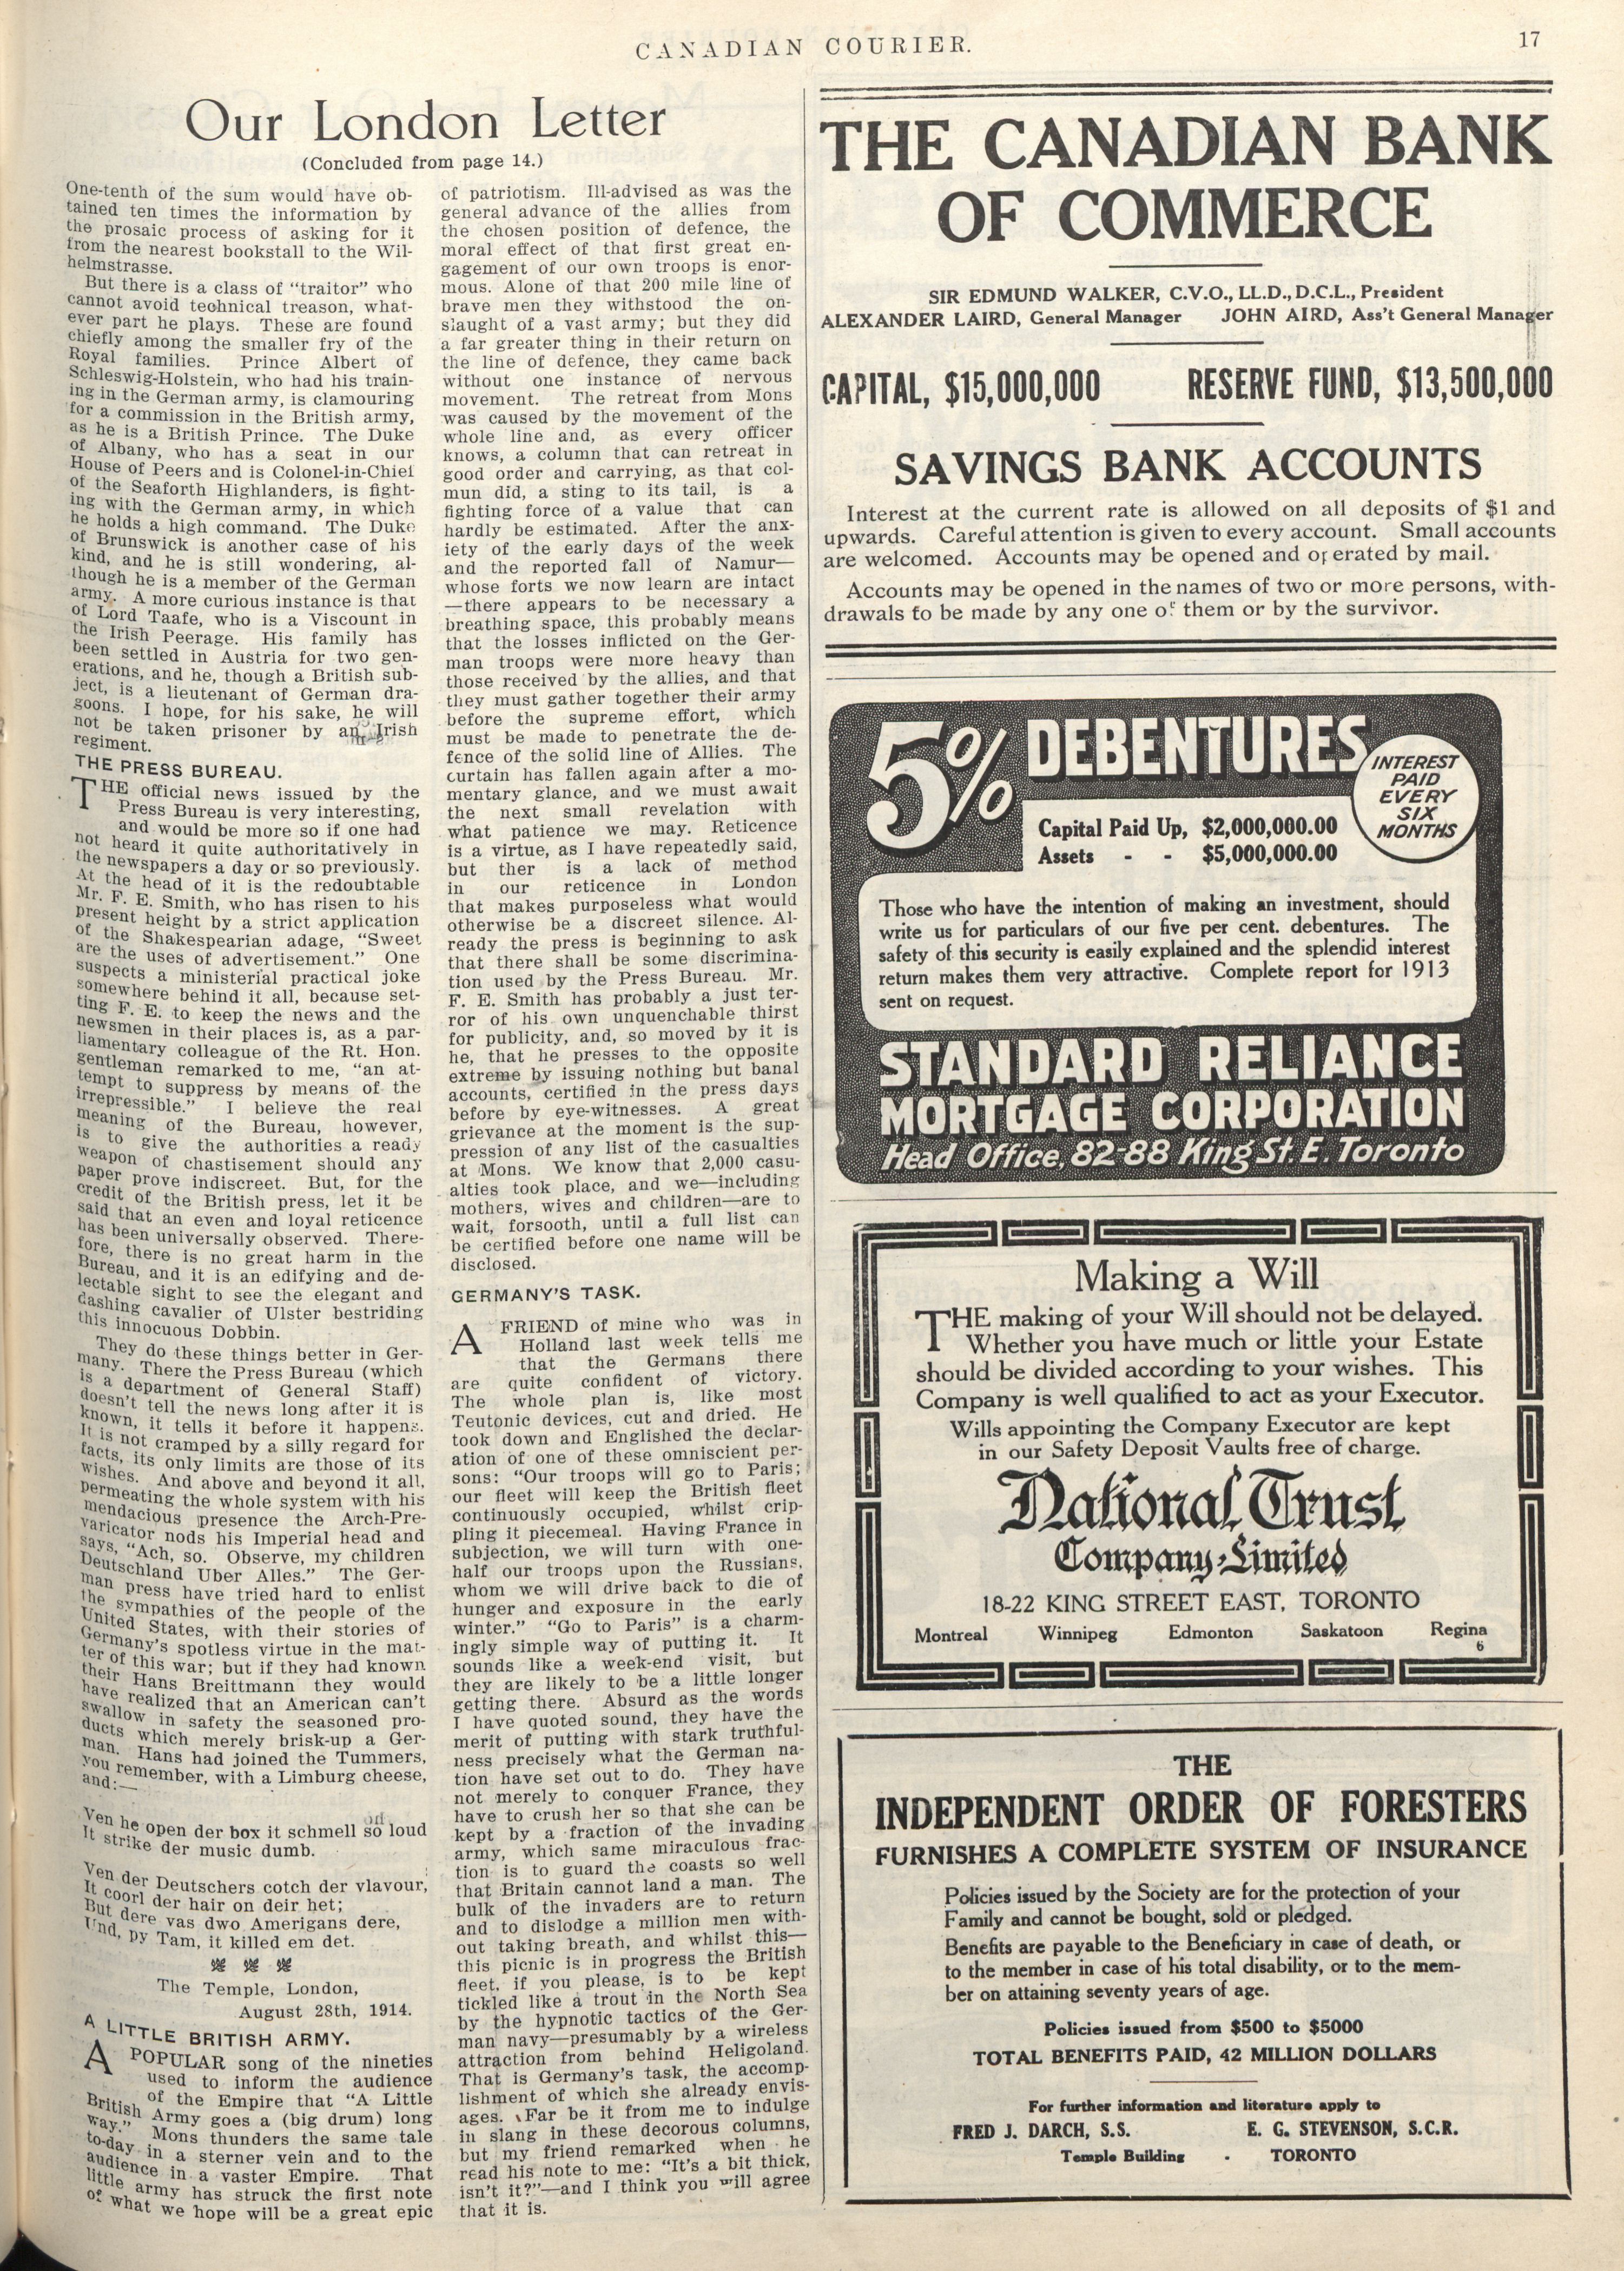 CANADIAN COURIER.
17
Our London Letter
(Concluded from page 14.)
One-tenth of the sum would have ob-
tained ten times the information by
the prosaic process of asking for it
from the nearest bookstall to the Wil-
helmstrasse.
But there is a class of "traitor" who
cannot avoid technical treason, what-
ever part he plays. These are found
chiefly among the smaller fry of the
Royal families. Prince Albert of
Schleswig-Holstein, who had his train-
ing in the German army, is clamouring
for a commission in the British army,
as he is a British Prince. The Duke
of Albany, who has a seat in our
House of Peers and is Colonel-in-Chief
of the Seaforth Highlanders, is fight-
ing with the German army, in which
he holds a high command. The Duke
of Brunswick is another case of his
kind, and he is still wondering, al-
though he is a member of the German
army. A more curious instance is that
of Lord Taafe, who is a Viscount in
the Irish Peerage. His family has
been settled in Austria for two gen-
erations, and he, though a British sub-
ject, is a lieutenant of German dra-
goons. I hope, for his sake, he will
not be taken prisoner by an Irish
regiment.
THE PRESS BUREAU.
THE official news issued by the
Press Bureau is very interesting,
and would be more so if one had
not heard it quite authoritatively in
the newspapers a day or so previously.
At the head of it is the redoubtable
Mr. F. E. Smith, who has risen to his
present height by a strict application
of the Shakespearian adage, "Sweet
are the uses of advertisement." One
suspects a ministerial practical joke
somewhere behind it all, because set-
ting F. E. to keep the news and the
newsmen in their places is, as a par-
liamentary colleague of the Rt. Hon.
gentleman remarked to me, "an at-
tempt to suppress by means of the
irrepressible." I believe the real
meaning of the Bureau, however,
is to give the authorities a ready
weapon of chastisement should any
paper prove indiscreet. But, for the
credit of the British press, let it be
said that an even and loyal reticence
has been universally observed. There-
fore, there is no great harm in the
Bureau, and it is an edifying and de-
lectable sight to see the elegant and
dashing cavalier of Ulster bestriding
this innocuous Dobbin.
They do these things better in Ger-
many. There the Press Bureau (which
is a department of General Staff)
doesn't tell the news long after it is
known, it tells it before it happens.
It is not cramped by a silly regard for
facts, its only limits are those of its
wishes. And above and beyond it all,
permeating the whole system with his
mendacious presence the Arch-Pre-
varicator nods his Imperial head and
says, "Ach, so. Observe, my children
Deutschland Uber Alles." The Ger-
man press have tried hard to enlist
the sympathies of the people of the
United States, with their stories of
Germany's spotless virtue in the mat-
ter of this war; but if they had known
their Hans Breittmann they would
have realized that an American can't
swallow in safety the seasoned pro-
ducts which merely brisk-up a Ger-
man. Hans had joined the Tummers,
you remember, with a Limburg cheese,
and:—
Ven he open der box it schmell so loud
It strike der music dumb.
Ven der Deutschers cotch der vlavour,
It coorl der hair on deir het;
But dere vas dwo Amerigans dere,
Und, py Tam, it killed em det.
The Temple, London,
August 28th, 1914.
A LITTLE BRITISH ARMY.
A POPULAR song of the nineties
used to inform the audience
of the Empire that "A Little
British Army goes a (big drum) long
way." Mons thunders the same tale
to-day in a sterner vein and to the
audience in a vaster Empire. That
little army has struck the first note
of what we hope will be a great epic
of patriotism. Ill-advised as was the
general advance of the allies from
the chosen position of defence, the
moral effect of that first great en-
gagement of our own troops is enor-
mous. Alone of that 200 mile line of
brave men they withstood the on-
slaught of a vast army; but they did
a far greater thing in their return on
the line of defence, they came back
without one instance of nervous
movement. The retreat from Mons
was caused by the movement of the
whole line and, as every officer
knows, a column that can retreat in
good order and carrying, as that col-
mun did, a sting to its tail, is a
fighting force of a value that can
hardly be estimated. After the anx-
iety of the early days of the week
and the reported fall of Namur—
whose forts we now learn are intact
—there appears to be necessary a
breathing space, this probably means
that the losses inflicted on the Ger-
man troops were more heavy than
those received by the allies, and that
they must gather together their army
before the supreme effort, which
must be made to penetrate the de-
fence of the solid line of Allies. The
curtain has fallen again after a mo-
mentary glance, and we must await
the next small revelation with
what patience we may. Reticence
is a virtue, as I have repeatedly said,
but ther is a lack of method
in our reticence in London
that makes purposeless what would
otherwise be a discreet silence. Al-
ready the press is beginning to ask
that there shall be some discrimina-
tion used by the Press Bureau. Mr.
F. E. Smith has probably a just ter-
ror of his own unquenchable thirst
for publicity, and, so moved by it is
he, that he presses to the opposite
extreme by issuing nothing but banal
accounts, certified in the press days
before by eye-witnesses. A great
grievance at the moment is the sup-
pression of any list of the casualties
at Mons. We know that 2,000 casu-
alties took place, and we—including
mothers, wives and children—are to
wait, forsooth, until a full list can
be certified before one name will be
disclosed.
GERMANY'S TASK.
A FRIEND of mine who was in
Holland last week tells me
that the Germans there
are quite confident of victory.
The whole plan is, like most
Teutonic devices, cut and dried. He
took down and Englished the declar-
ation of one of these omniscient per-
sons: "Our troops will go to Paris;
our fleet will keep the British fleet
continuously occupied, whilst crip-
pling it piecemeal. Having France in
subjection, we will turn with one-
half our troops upon the Russians,
whom we will drive back to die of
hunger and exposure in the early
winter." "Go to Paris" is a charm-
ingly simple way of putting it. It
sounds like a week-end visit, but
they are likely to be a little longer
getting there. Absurd as the words
I have quoted sound, they have the
merit of putting with stark truthful-
ness precisely what the German na-
tion have set out to do. They have
not merely to conquer France, they
have to crush her so that she can be
kept by a fraction of the invading
army, which same miraculous frac-
tion is to guard the coasts so well
that Britain cannot land a man. The
bulk of the invaders are to return
and to dislodge a million men with-
out taking breath, and whilst this—
this picnic is in progress the British
fleet, if you please, is to be kept
tickled like a trout in the North Sea
by the hypnotic tactics of the Ger-
man navy—presumably by a wireless
attraction from behind Heligoland.
That is Germany's task, the accomp-
lishment of which she already envis-
ages. Far be it from me to indulge
in slang in these decorous columns,
but my friend remarked when he
read his note to me: "It's a bit thick,
isn't it?"—and I think you will agree
that it is.
THE CANADIAN BANK
OF COMMERCE
SIR EDMUND WALKER, C.V.O., LL.D., D.C.L., President
ALEXANDER LAIRD, General Manager JOHN AIRD, Ass't General Manager
CAPITAL, $15,000,000 RESERVE FUND, $13,500,000
SAVINGS BANK ACCOUNTS
Interest at the current rate is allowed on all deposits of $1 and
upwards. Careful attention is given to every account. Small accounts
are welcomed. Accounts may be opened and operated by mail.
Accounts may be opened in the names of two or more persons, with-
drawals to be made by any one of them or by the survivor.
5% DEBENTURES
INTEREST
PAID
EVERY
SIX
MONTHS
Capital Paid Up, $2,000,000.00
Assets - - $5,000,000.00
Those who have the intention of making an investment, should
write us for particulars of our five per cent. debentures. The
safety of this security is easily explained and the splendid interest
return makes them very attractive. Complete report for 1913
sent on request.
STANDARD RELIANCE
MORTGAGE CORPORATION
Head Office, 82-88 King St. E. Toronto
Making a Will
THE making of your Will should not be delayed.
Whether you have much or little your Estate
should be divided according to your wishes. This
Company is well qualified to act as your Executor.
Wills appointing the Company Executor are kept
in our Safety Deposit Vaults free of charge.
National Trust
Company Limited
18-22 KING STREET EAST, TORONTO
Montreal Winnipeg Edmonton Saskatoon Regina
6
THE
INDEPENDENT ORDER OF FORESTERS
FURNISHES A COMPLETE SYSTEM OF INSURANCE
Policies issued by the Society are for the protection of your
Family and cannot be bought, sold or pledged.
Benefits are payable to the Beneficiary in case of death, or
to the member in case of his total disability, or to the mem-
ber on attaining seventy years of age.
Policies issued from $500 to $5000
TOTAL BENEFITS PAID, 42 MILLION DOLLARS
For further information and literature apply to
FRED J. DARCH, S.S. E. G. STEVENSON, S.C.R.
Temple Building - TORONTO